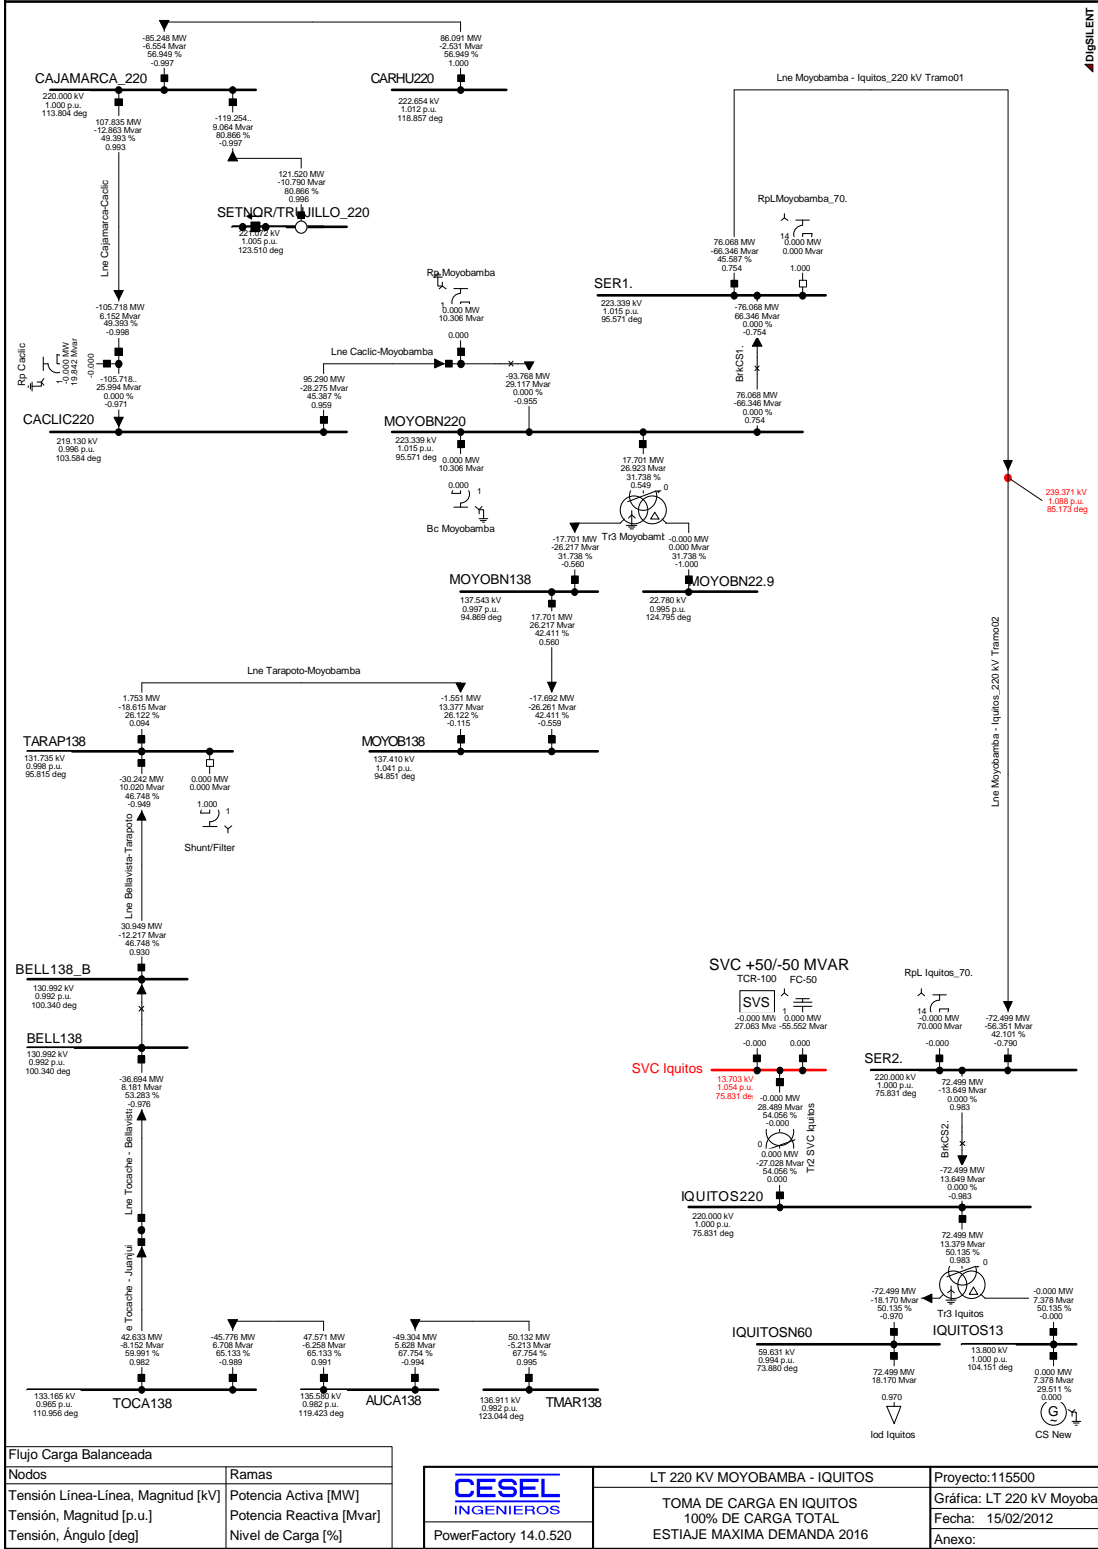 DIgSILENT
-85.248 MW
-6.554 Mvar
56.949 %
-0.997
86.091 MW
-2.531 Mvar
56.949 %
1.000
CAJAMARCA_220
220.000 kV
1.000 p.u.
113.804 deg
CARHU220
222.654 kV
1.012 p.u.
118.857 deg
Lne Moyobamba - Iquitos_220 kV Tramo01
107.835 MW
-12.863 Mvar
49.393 %
0.993
-119.254..
9.064 Mvar
80.866 %
-0.997
121.520 MW
-10.790 Mvar
80.866 %
0.996
SETNOR/TRUJILLO_220
221.072 kV
1.005 p.u.
123.510 deg
Lne Cajamarca-Caclic
RpLMoyobamba_70.
14
0.000 MW
0.000 Mvar
1.000
76.068 MW
-66.346 Mvar
45.587 %
0.754
SER1.
223.339 kV
1.015 p.u.
95.571 deg
-76.068 MW
66.346 Mvar
0.000 %
-0.754
BrkCS1.
76.068 MW
-66.346 Mvar
0.000 %
0.754
Rp Moyobamba
1
0.000 MW
10.306 Mvar
0.000
-105.718 MW
6.152 Mvar
49.393 %
-0.998
Rp Caclic
1
-0.000 MW
19.842 Mvar
-0.000
-105.718..
25.994 Mvar
0.000 %
-0.971
CACLIC220
219.130 kV
0.996 p.u.
103.584 deg
Lne Caclic-Moyobamba
95.290 MW
-28.275 Mvar
45.387 %
0.959
-93.768 MW
29.117 Mvar
0.000 %
-0.955
MOYOBN220
223.339 kV
1.015 p.u.
95.571 deg
0.000 MW
10.306 Mvar
0.000
1
Bc Moyobamba
17.701 MW
26.923 Mvar
31.738 %
0.549
0
Tr3 Moyobamt
-17.701 MW
-26.217 Mvar
31.738 %
-0.560
-0.000 MW
0.000 Mvar
31.738 %
-1.000
239.371 kV
1.088 p.u.
85.173 deg
MOYOBN138
137.543 kV
0.997 p.u.
94.869 deg
MOYOBN22.9
22.780 kV
0.995 p.u.
124.795 deg
17.701 MW
26.217 Mvar
42.411 %
0.560
Lne Tarapoto-Moyobamba
1.753 MW
-18.615 Mvar
26.122 %
0.094
-1.551 MW
13.377 Mvar
26.122 %
-0.115
-17.692 MW
-26.261 Mvar
42.411 %
-0.559
TARAP138
131.735 kV
0.998 p.u.
95.815 deg
MOYOB138
137.410 kV
1.041 p.u.
94.851 deg
-30.242 MW
10.020 Mvar
46.748 %
-0.949
0.000 MW
0.000 Mvar
1.000
1
Shunt/Filter
Lne Bellavista-Tarapoto
Lne Moyobamba - Iquitos_220 kV Tramo02
30.949 MW
-12.217 Mvar
46.748 %
0.930
BELL138_B
130.992 kV
0.992 p.u.
100.340 deg
BELL138
130.992 kV
0.992 p.u.
100.340 deg
-36.694 MW
8.181 Mvar
53.283 %
-0.976
Lne Tocache - Bellavista
SVC +50/-50 MVAR
TCR-100
FC-50
SVS
1
-0.000 MW
27.063 Mva
0.000 MW
-55.552 Mvar
-0.000
0.000
RpL Iquitos_70.
14
-0.000 MW
70.000 Mvar
-0.000
-72.499 MW
-56.351 Mvar
42.101 %
-0.790
SVC Iquitos
13.703 kV
1.054 p.u.
75.831 de
SER2.
220.000 kV
1.000 p.u.
75.831 deg
-0.000 MW
28.489 Mvar
54.056 %
-0.000
0
Tr2 SVC Iquitos
0.000 MW
-27.028 Mvar
54.056 %
0.000
72.499 MW
-13.649 Mvar
0.000 %
0.983
BrkCS2.
-72.499 MW
13.649 Mvar
0.000 %
-0.983
IQUITOS220
220.000 kV
1.000 p.u.
75.831 deg
72.499 MW
13.379 Mvar
50.135 %
0.983
0
Tr3 Iquitos
-72.499 MW
-18.170 Mvar
50.135 %
-0.970
-0.000 MW
7.378 Mvar
50.135 %
-0.000
IQUITOSN60
59.631 kV
0.994 p.u.
73.880 deg
IQUITOS13
13.800 kV
1.000 p.u.
104.151 deg
72.499 MW
18.170 Mvar
0.970
lod Iquitos
0.000 MW
7.378 Mvar
29.511 %
0.000
G
CS New
e Tocache - Juanjui
42.633 MW
-8.152 Mvar
59.991 %
0.982
-45.776 MW
6.708 Mvar
65.133 %
-0.989
47.571 MW
-6.258 Mvar
65.133 %
0.991
-49.304 MW
5.628 Mvar
67.754 %
-0.994
50.132 MW
-5.213 Mvar
67.754 %
0.995
133.165 kV
0.965 p.u.
110.956 deg
TOCA138
135.580 kV
0.982 p.u.
119.423 deg
AUCA138
136.911 kV
0.992 p.u.
123.044 deg
TMAR138
Flujo Carga Balanceada
Nodos
Ramas
Tensión Línea-Línea, Magnitud [kV]
Potencia Activa [MW]
Tensión, Magnitud [p.u.]
Potencia Reactiva [Mvar]
Tensión, Ángulo [deg]
Nivel de Carga [%]
CESEL
INGENIEROS
PowerFactory 14.0.520
LT 220 KV MOYOBAMBA - IQUITOS
TOMA DE CARGA EN IQUITOS
100% DE CARGA TOTAL
ESTIAJE MAXIMA DEMANDA 2016
Proyecto:115500
Gráfica: LT 220 kV Moyoba
Fecha: 15/02/2012
Anexo: